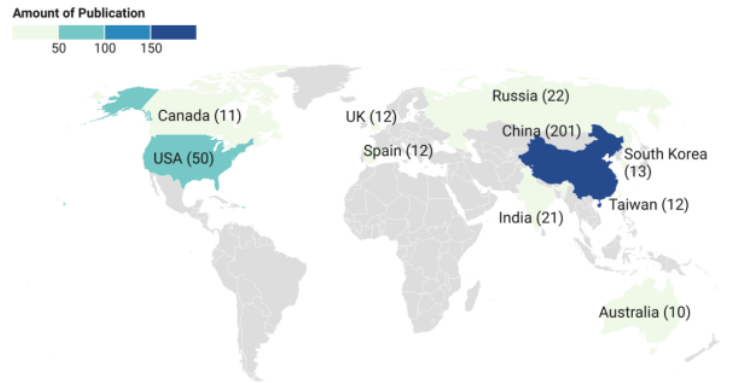 Amount of Publication
50 100 150
Canada (11)
USA (50)
UK (12)
Spain (12)
Russia (22)
China (201)
South Korea
(13)
Taiwan (12)
India (21)
Australia (10)